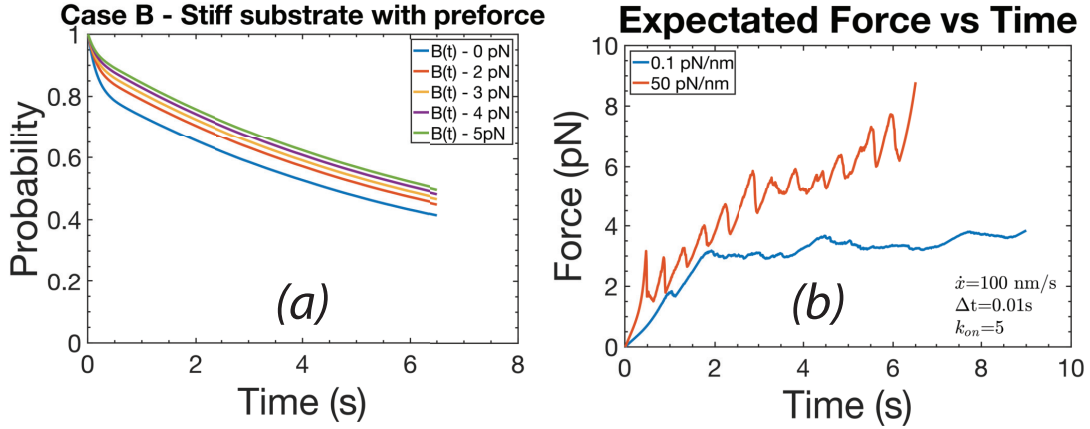 Case B - Stiff substrate with preforce
1
0.8
0.6
0.4
0.2
0
0 2 4 6 8
Probability
Time (s)
B(t) - 0 pN
B(t) - 2 pN
B(t) - 3 pN
B(t) - 4 pN
B(t) - 5pN
(a)
Expectated Force vs Time
10
8
6
4
2
0
0 2 4 6 8 10
Force (pN)
Time (s)
0.1 pN/nm
50 pN/nm
(b)
ẋ=100 nm/s
Δt=0.01s
k_on=5